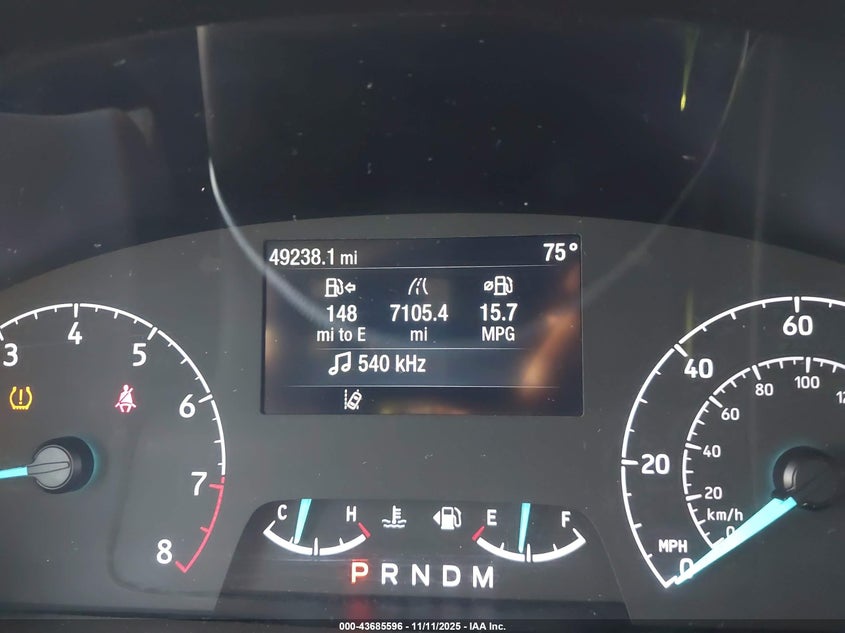 49238.1 mi 75°
148 7105.4 15.7
mi to E mi MPG
540 kHz
3 4 5 6 7 8
20 40 60
MPH 0
0 20 40 60 80 100
km/h
C H E F
P R N D M
000-43685596 - 11/11/2025 - IAA Inc.